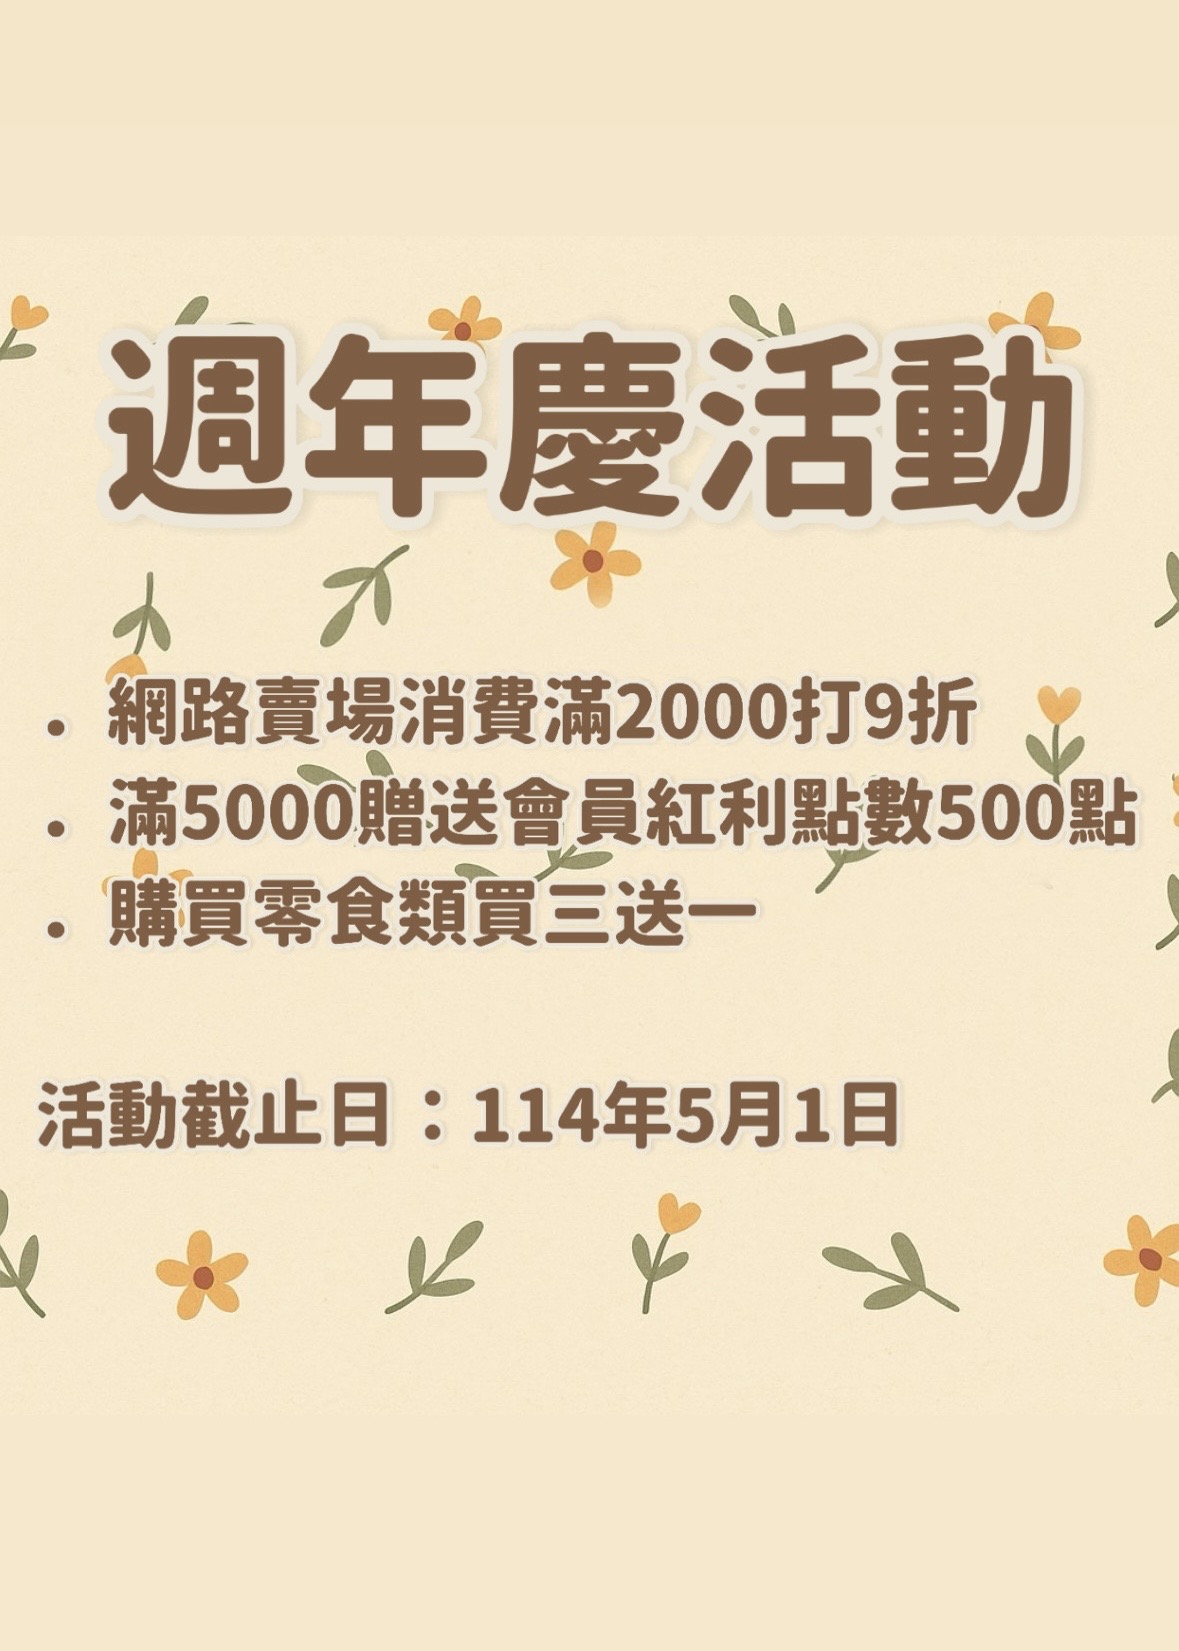 週年慶活動
. 網路賣場消費滿2000打9折
. 滿5000贈送會員紅利點數500點
. 購買零食類買三送一
活動截止日：114年5月1日